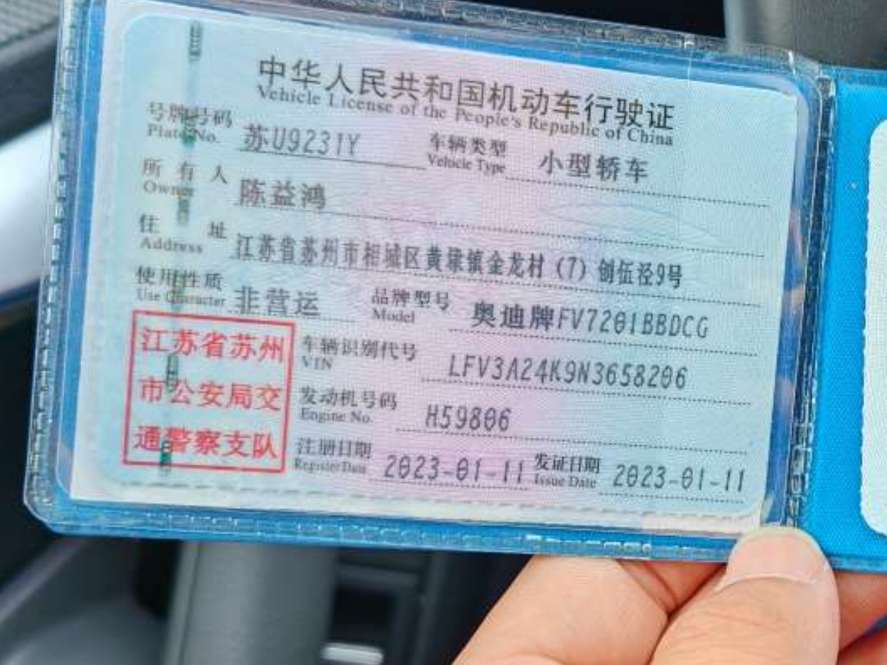 中华人民共和国机动车行驶证
Vehicle License of the People's Republic of China
号牌号码 苏U9231Y 车辆类型 小型轿车
Plate No. Vehicle Type
所有人 陈益鸿
Owner
住址 江苏省苏州市相城区黄埭镇金龙村(7)创伍泾9号
Address
使用性质 非营运 品牌型号 奥迪牌FV7201BBDCG
Use Character Model
江苏省苏州
市公安局交
通警察支队
车辆识别代号 LFV3A24K9N3658206
VIN
发动机号码 H59806
Engine No.
注册日期 2023-01-11 发证日期 2023-01-11
Register Date Issue Date